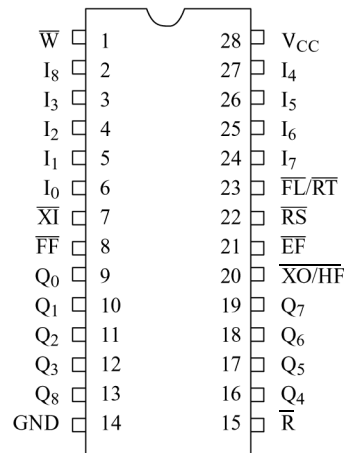 W̅ 1 28 V_CC
I₈ 2 27 I₄
I₃ 3 26 I₅
I₂ 4 25 I₆
I₁ 5 24 I₇
I₀ 6 23 F̅L̅/R̅T̅
X̅I̅ 7 22 R̅S̅
F̅F̅ 8 21 E̅F̅
Q₀ 9 20 X̅O̅/̅H̅F̅
Q₁ 10 19 Q₇
Q₂ 11 18 Q₆
Q₃ 12 17 Q₅
Q₈ 13 16 Q₄
GND 14 15 R̅